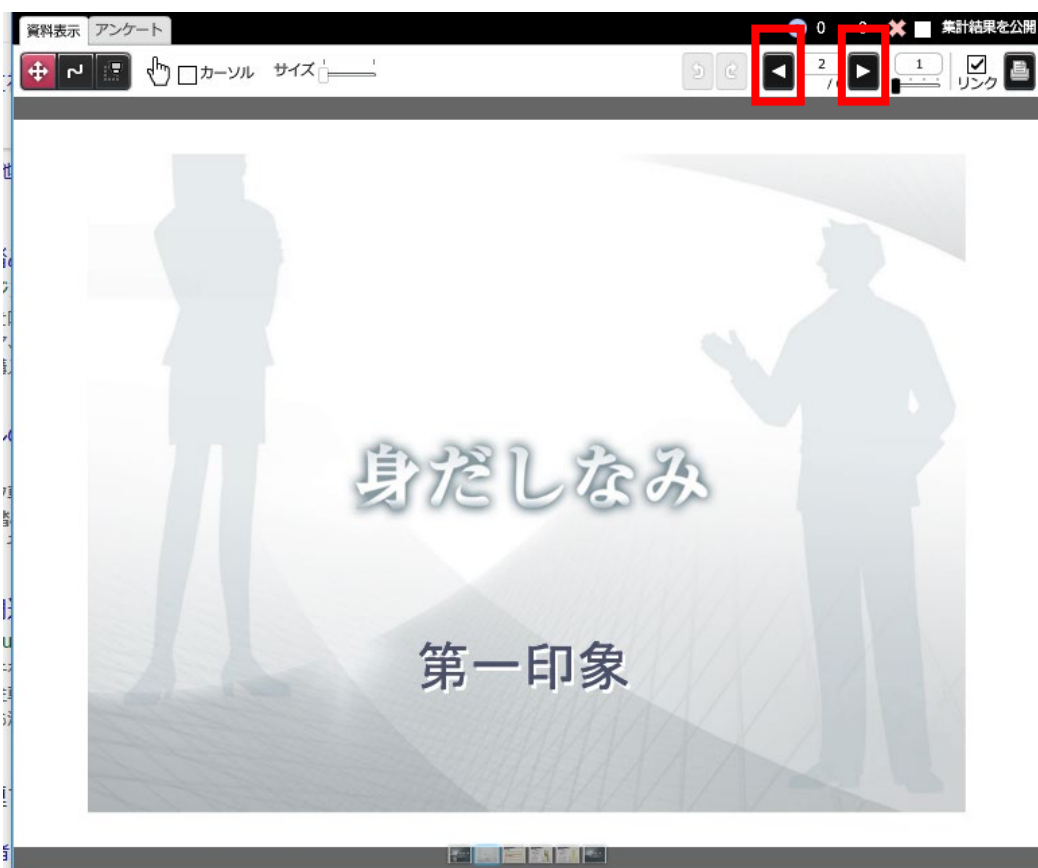 資料表示 アンケート
0
集計結果を公開
カーソル サイズ
2
/
1
リンク
身だしなみ
第一印象